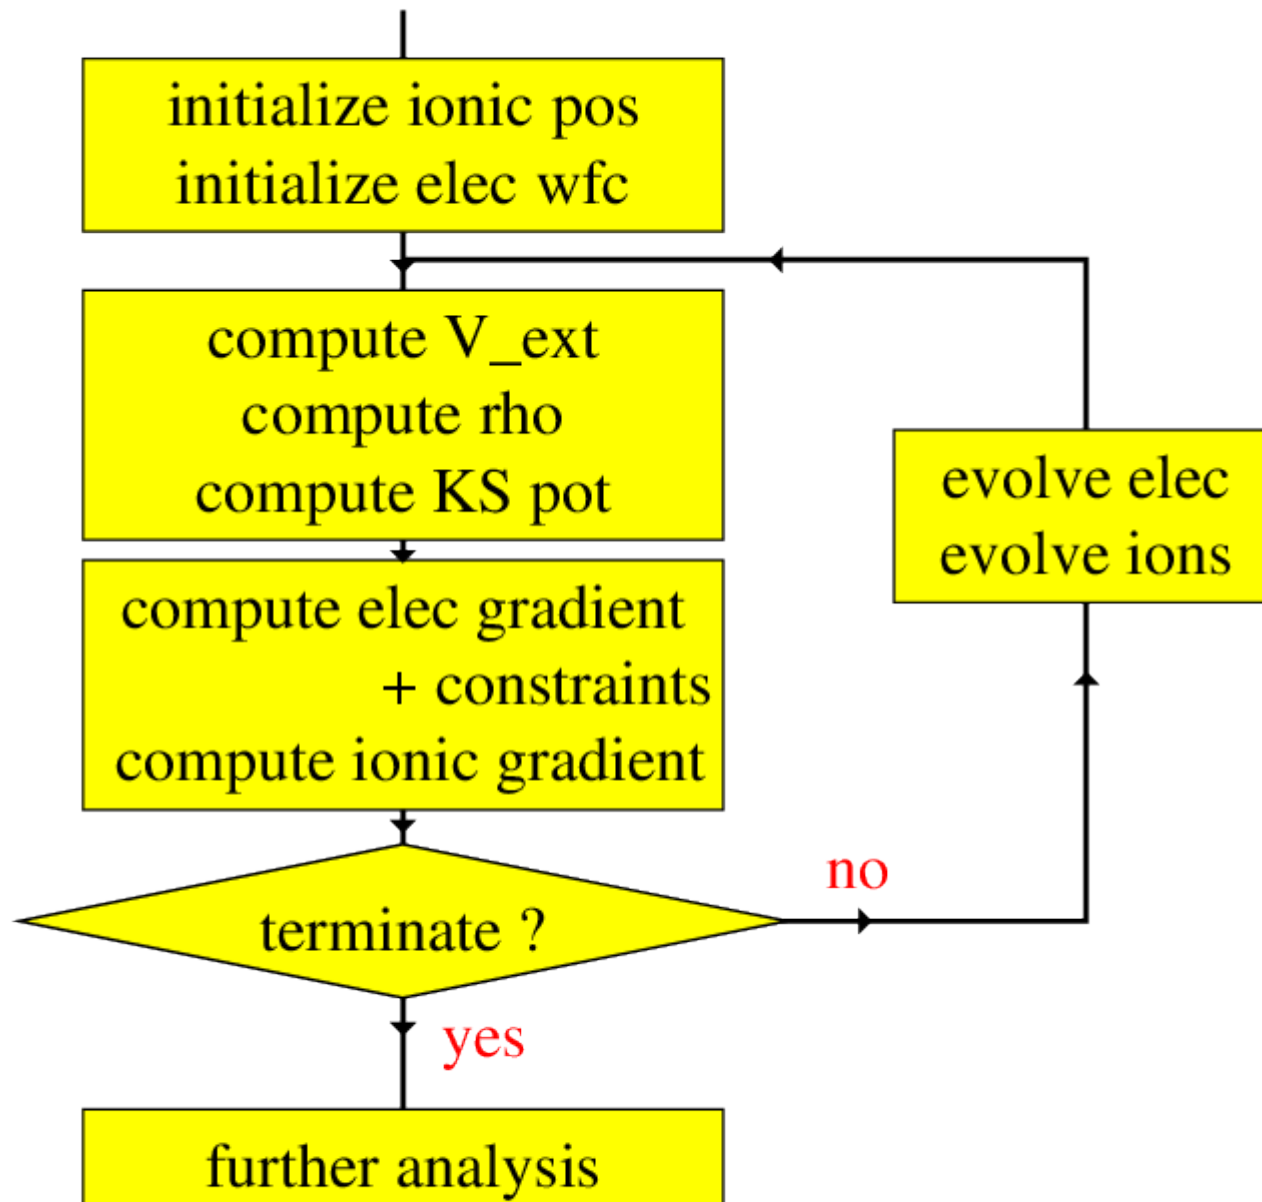 initialize ionic pos
initialize elec wfc
compute V_ext
compute rho
compute KS pot
compute elec gradient
+ constraints
compute ionic gradient
terminate ?
no
evolve elec
evolve ions
yes
further analysis